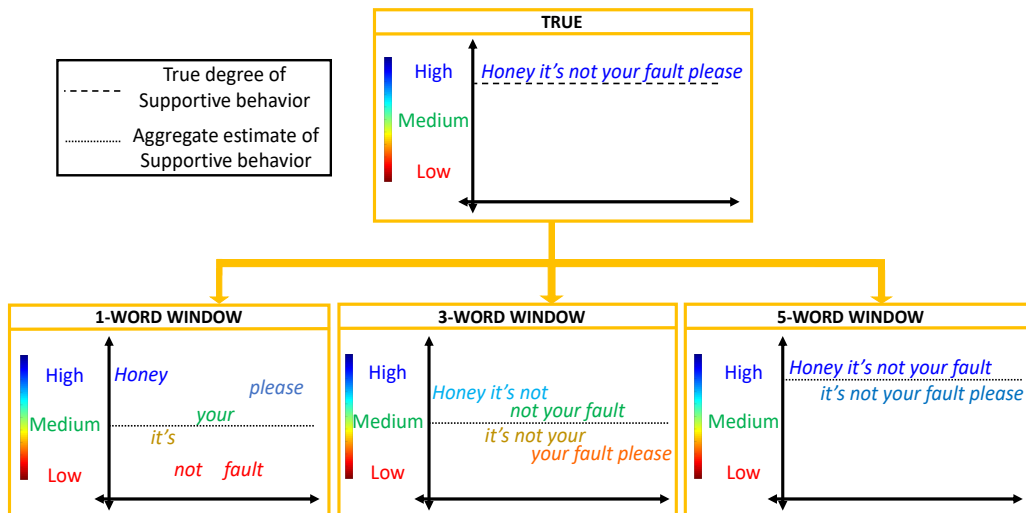 TRUE
True degree of
Supportive behavior
Aggregate estimate of
Supportive behavior
High
Honey it's not your fault please
Medium
Low
1-WORD WINDOW
High
Honey
please
Medium
your
it's
Low
not fault
3-WORD WINDOW
High
Honey it's not
Medium
not your fault
it's not your
your fault please
Low
5-WORD WINDOW
High
Honey it's not your fault
it's not your fault please
Medium
Low